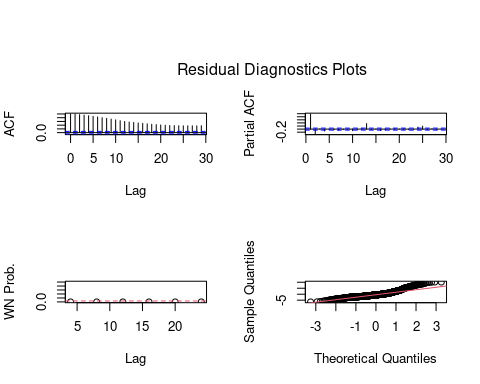 Residual Diagnostics Plots
ACF
0.0
0 5 10 20 30
Lag
Partial ACF
-0.2
0 10 20 30
Lag
WN Prob.
0.0
5 10 15 20
Lag
Sample Quantiles
-5
-3 -1 0 1 2 3
Theoretical Quantiles